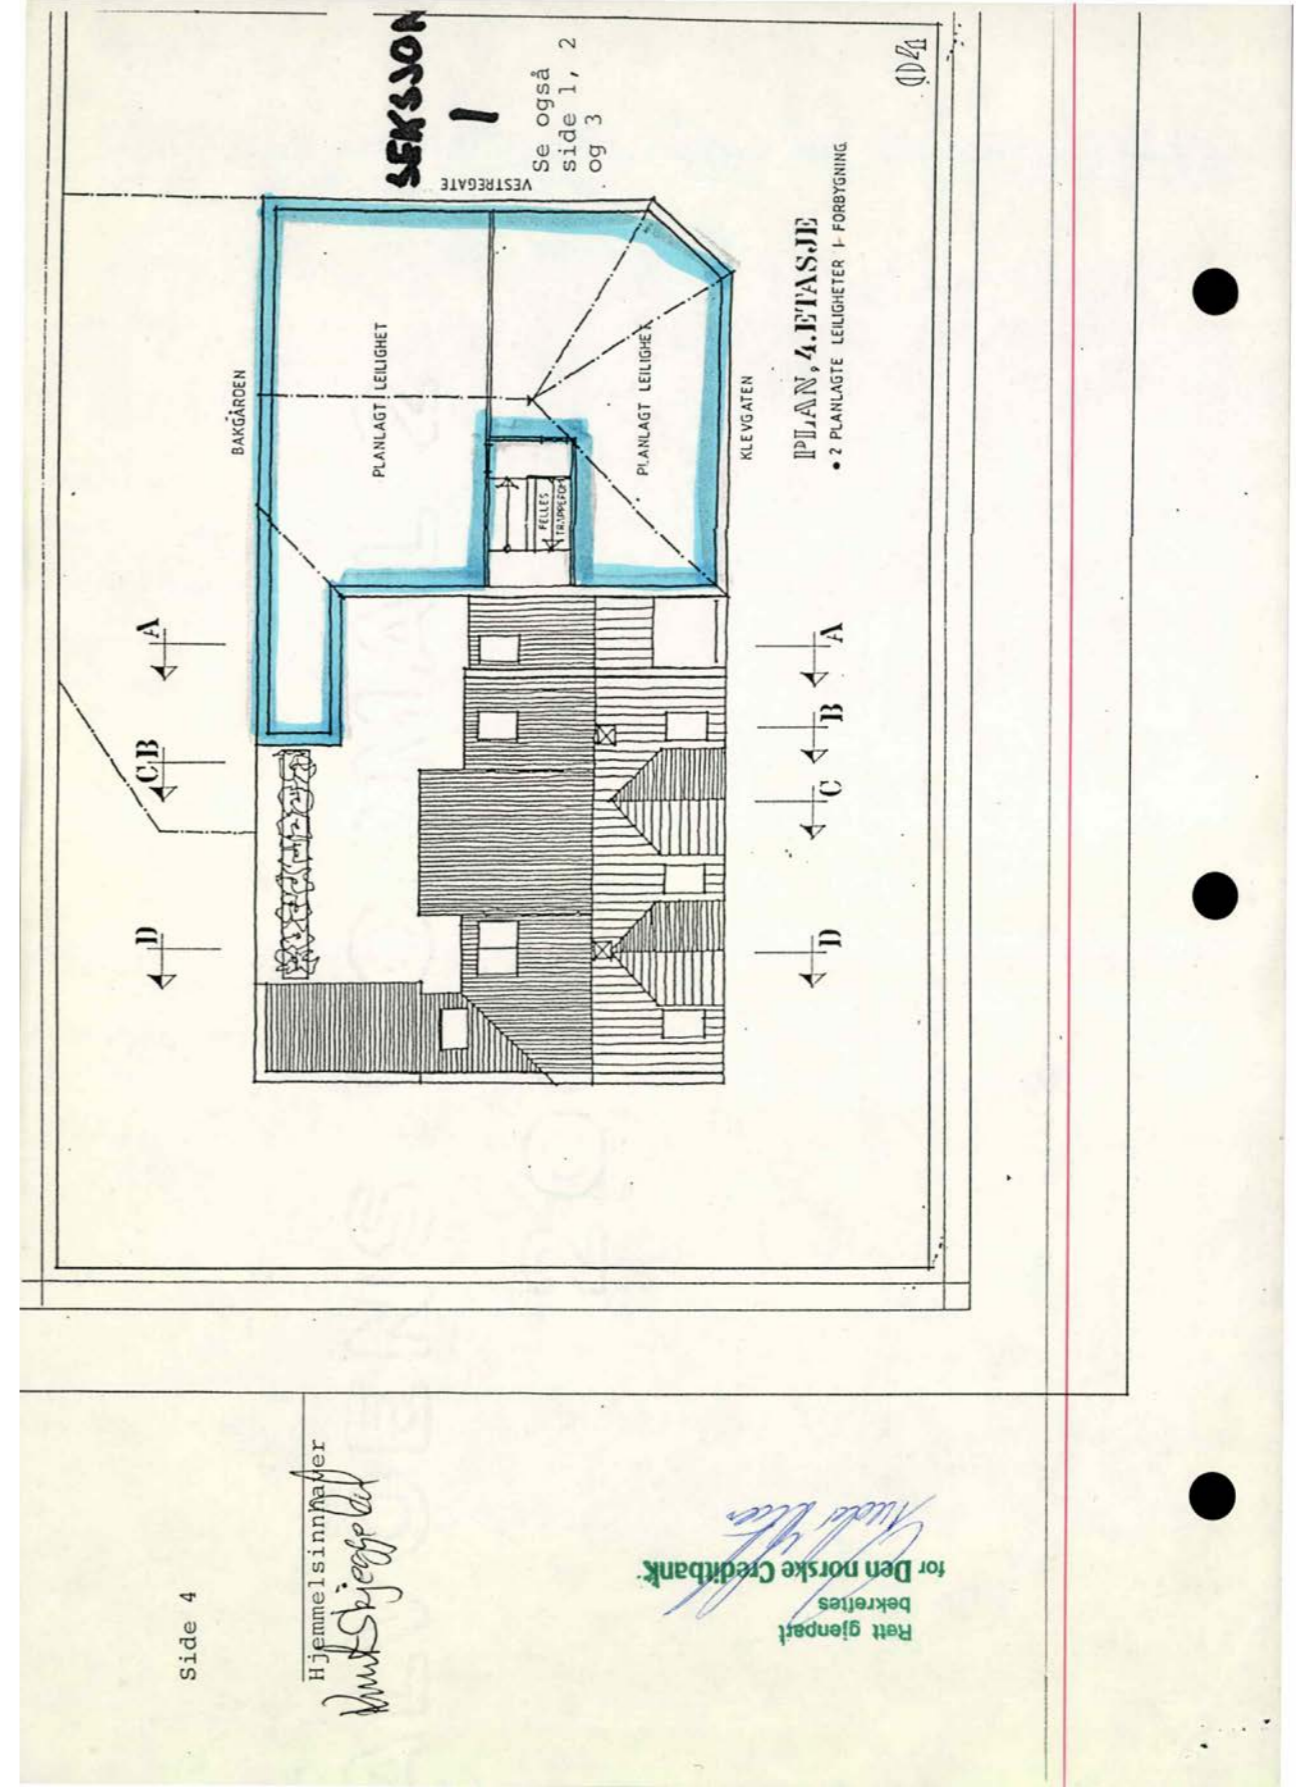 Side 4
Hjemmelsinnhaver
SEKSJON
1
Se også
side 1, 2
og 3
VESTREGATE
BAKGÅRDEN
PLANLAGT LEILIGHET
PLANLAGT LEILIGHET
FELLES
TRAPPEROM
KLEVGATEN
A
CB
D
A
B
C
D
PLAN, 4. ETASJE
• 2 PLANLAGTE LEILIGHETER I FORBYGNING
Rett gjenpart
bekreftes
for Den norske Creditbank